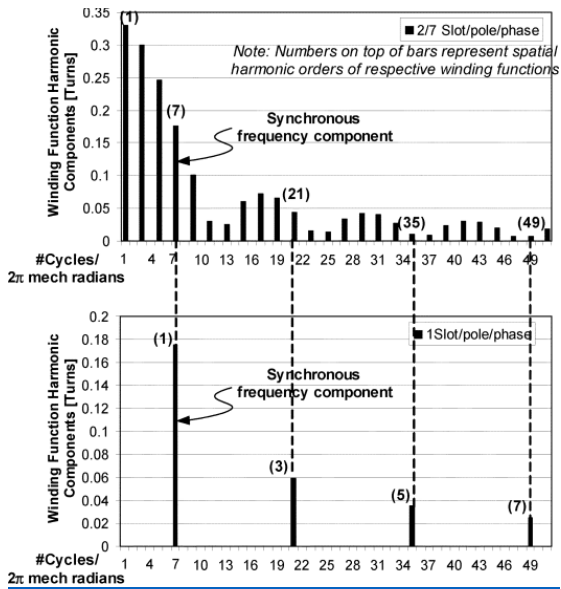 0.35
(1)
2/7 Slot/pole/phase
0.3
Note: Numbers on top of bars represent spatial
harmonic orders of respective winding functions
0.25
0.2
(7)
Synchronous
frequency component
0.15
0.1
(21)
0.05
(35)
(49)
0
Winding Function Harmonic
Components [Turns]
#Cycles/
2π mech radians
1 4 7 10 13 16 19 22 25 28 31 34 37 40 43 46 49
0.2
0.18
(1)
1Slot/pole/phase
0.16
0.14
Synchronous
frequency component
0.12
0.1
0.08
0.06
(3)
0.04
(5)
0.02
(7)
0
Winding Function Harmonic
Components [Turns]
#Cycles/
2π mech radians
1 4 7 10 13 16 19 22 25 28 31 34 37 40 43 46 49